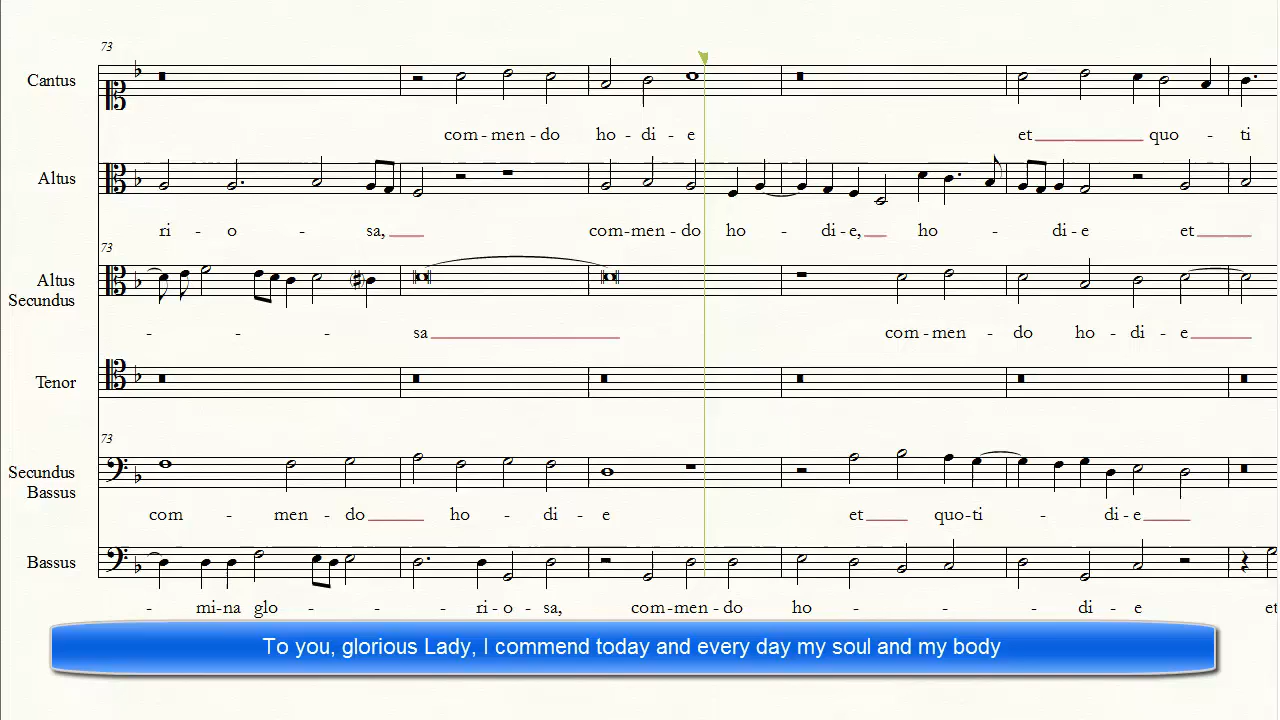 73
Cantus
com - men - do ho - di - e et quo - ti
Altus
ri - o - sa, com-men - do ho - di - e, ho - di - e et
73
Altus
Secundus
- - - sa com - men - do ho - di - e
Tenor
73
Secundus
Bassus
com - men - do ho - di - e et quo-ti - di - e
Bassus
- mi-na glo - - - ri - o - sa, com-men - do ho - - - di - e et
To you, glorious Lady, I commend today and every day my soul and my body